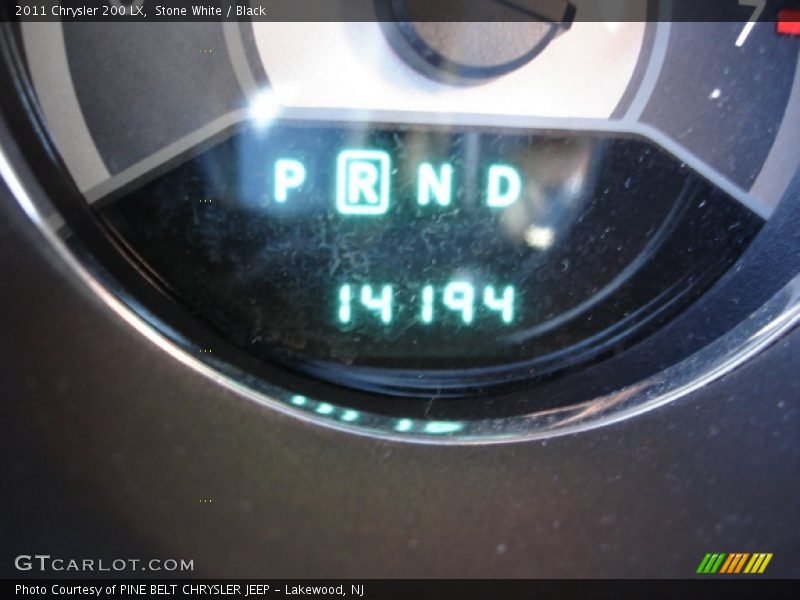 2011 Chrysler 200 LX, Stone White / Black
7
P R N D
14194
GTCARLOT.COM
Photo Courtesy of PINE BELT CHRYSLER JEEP - Lakewood, NJ